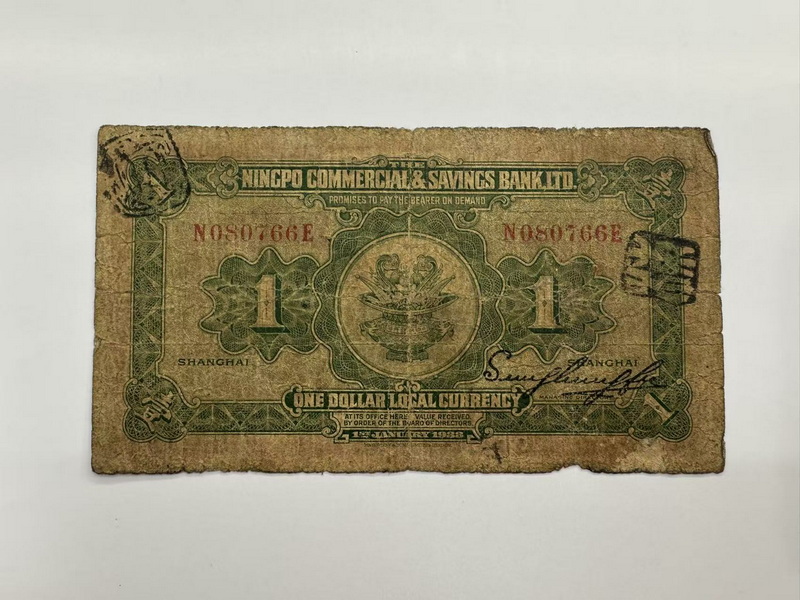 THE
NINGPO COMMERCIAL & SAVINGS BANK, LTD.
PROMISES TO PAY THE BEARER ON DEMAND
N080766E N080766E
1 1
SHANGHAI SHANGHAI
ONE DOLLAR LOCAL CURRENCY
AT ITS OFFICE HERE VALUE RECEIVED
BY ORDER OF THE BOARD OF DIRECTORS
1ST JANUARY 1933
1